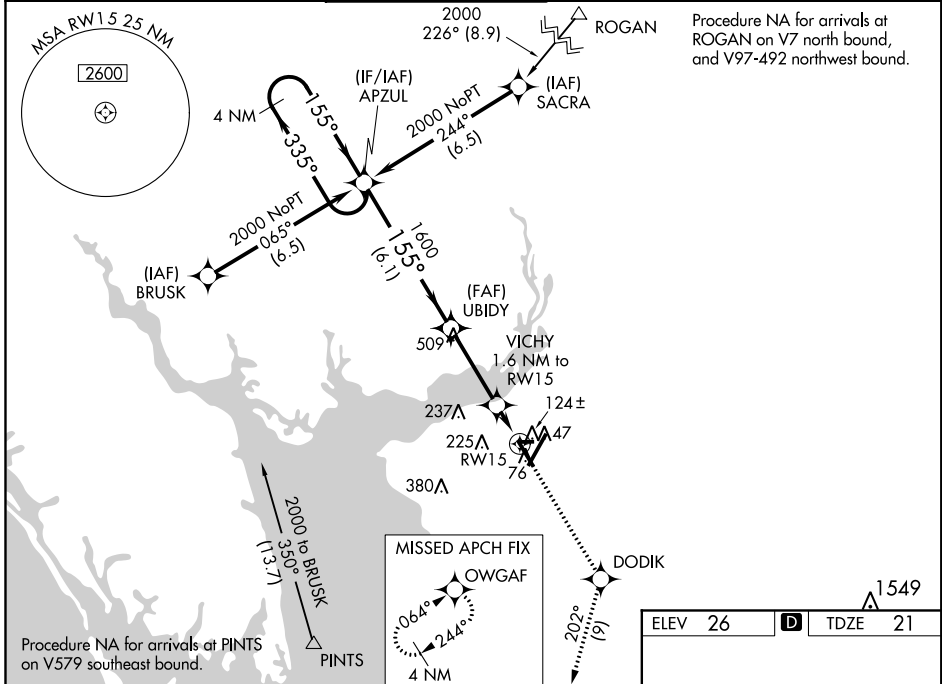 MSA RW15 25 NM
2600
2000
226° (8.9)
ROGAN
Procedure NA for arrivals at
ROGAN on V7 north bound,
and V97-492 northwest bound.
(IF/IAF)
APZUL
(IAF)
SACRA
4 NM
155°
335°
2000 NoPT
244°
(6.5)
2000 NoPT
065°
(6.5)
(IAF)
BRUSK
1600
155°
(6.1)
(FAF)
UBIDY
509
VICHY
1.6 NM to
RW15
237
124±
47
225
RW15
76
380
2000 to BRUSK
350°
(13.7)
MISSED APCH FIX
OWGAF
064°
244°
4 NM
DODIK
202°
(9)
1549
ELEV 26 D TDZE 21
Procedure NA for arrivals at PINTS
on V579 southeast bound.
PINTS